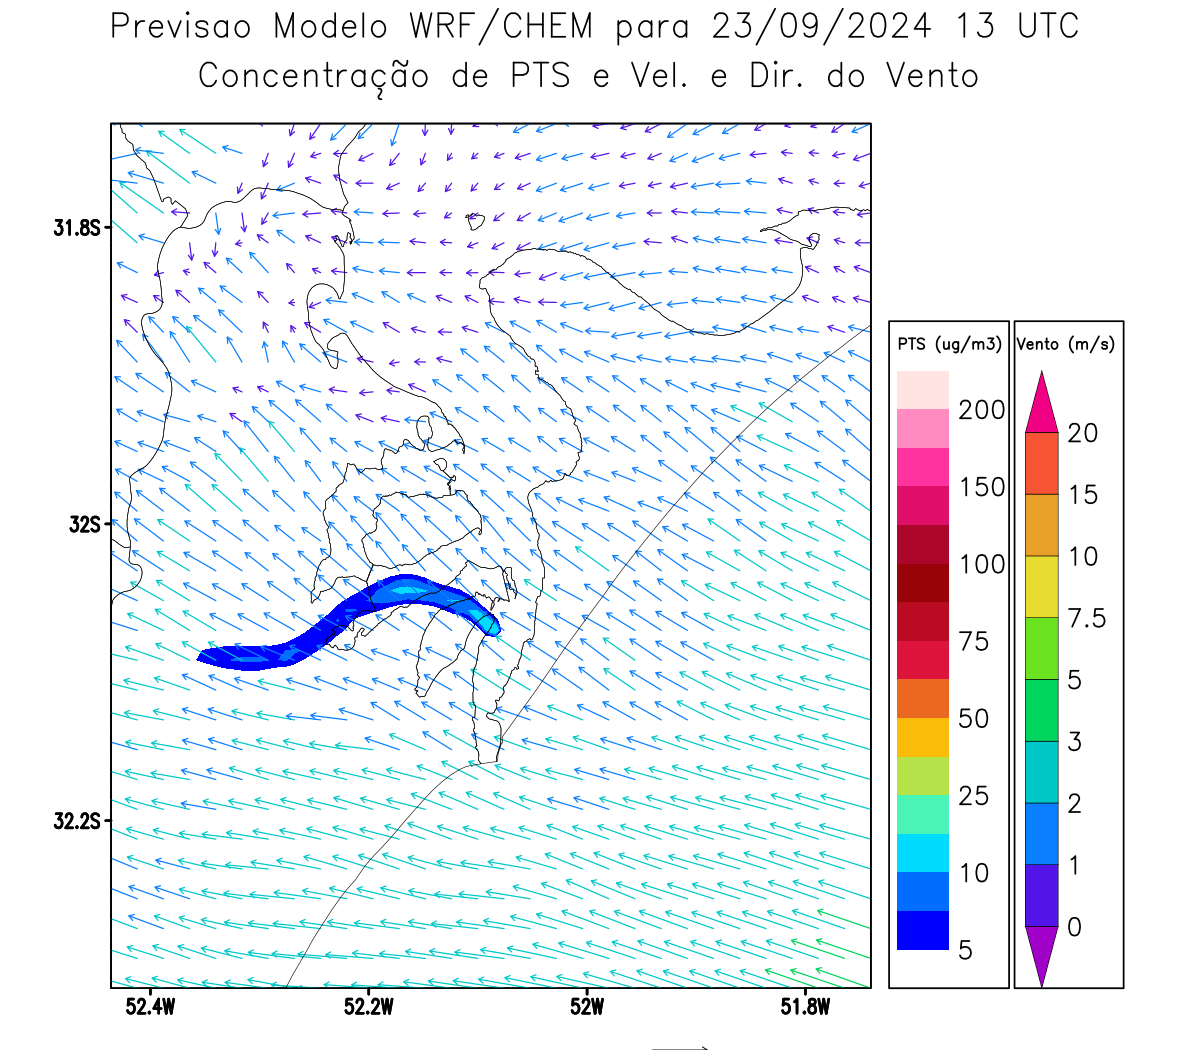 Previsao Modelo WRF/CHEM para 23/09/2024 13 UTC
Concentração de PTS e Vel. e Dir. do Vento
31.8S
32S
32.2S
52.4W 52.2W 52W 51.8W
PTS (ug/m3)
200
150
100
75
50
25
10
5
Vento (m/s)
20
15
10
7.5
5
3
2
1
0